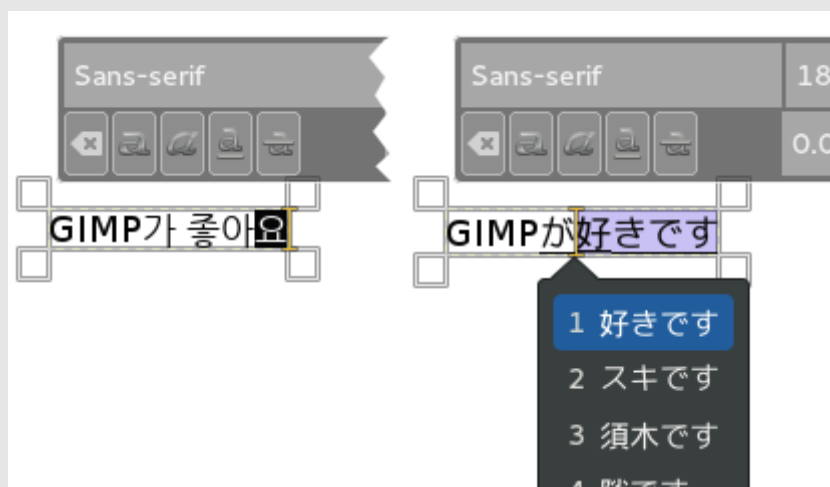 Sans-serif
GIMP가 좋아요
Sans-serif 18
0.0
GIMPが好きです
1 好きです
2 スキです
3 須木です